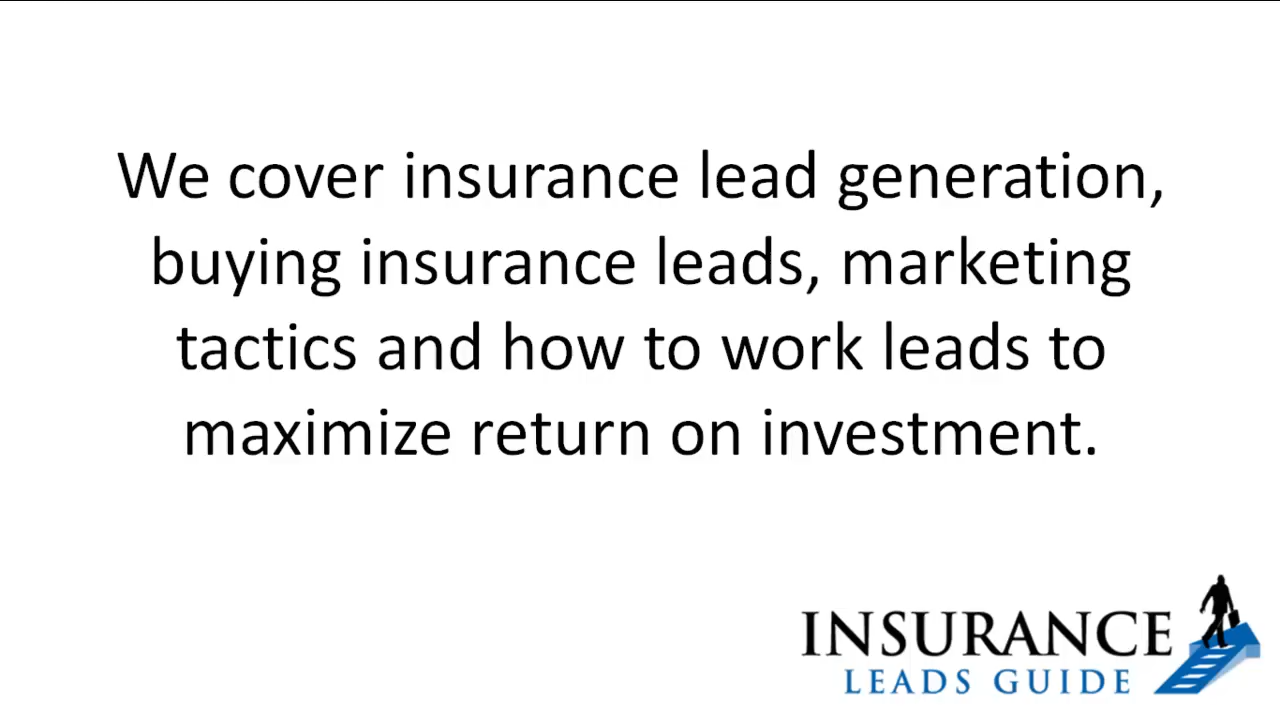 We cover insurance lead generation,
buying insurance leads, marketing
tactics and how to work leads to
maximize return on investment.
INSURANCE
LEADS GUIDE